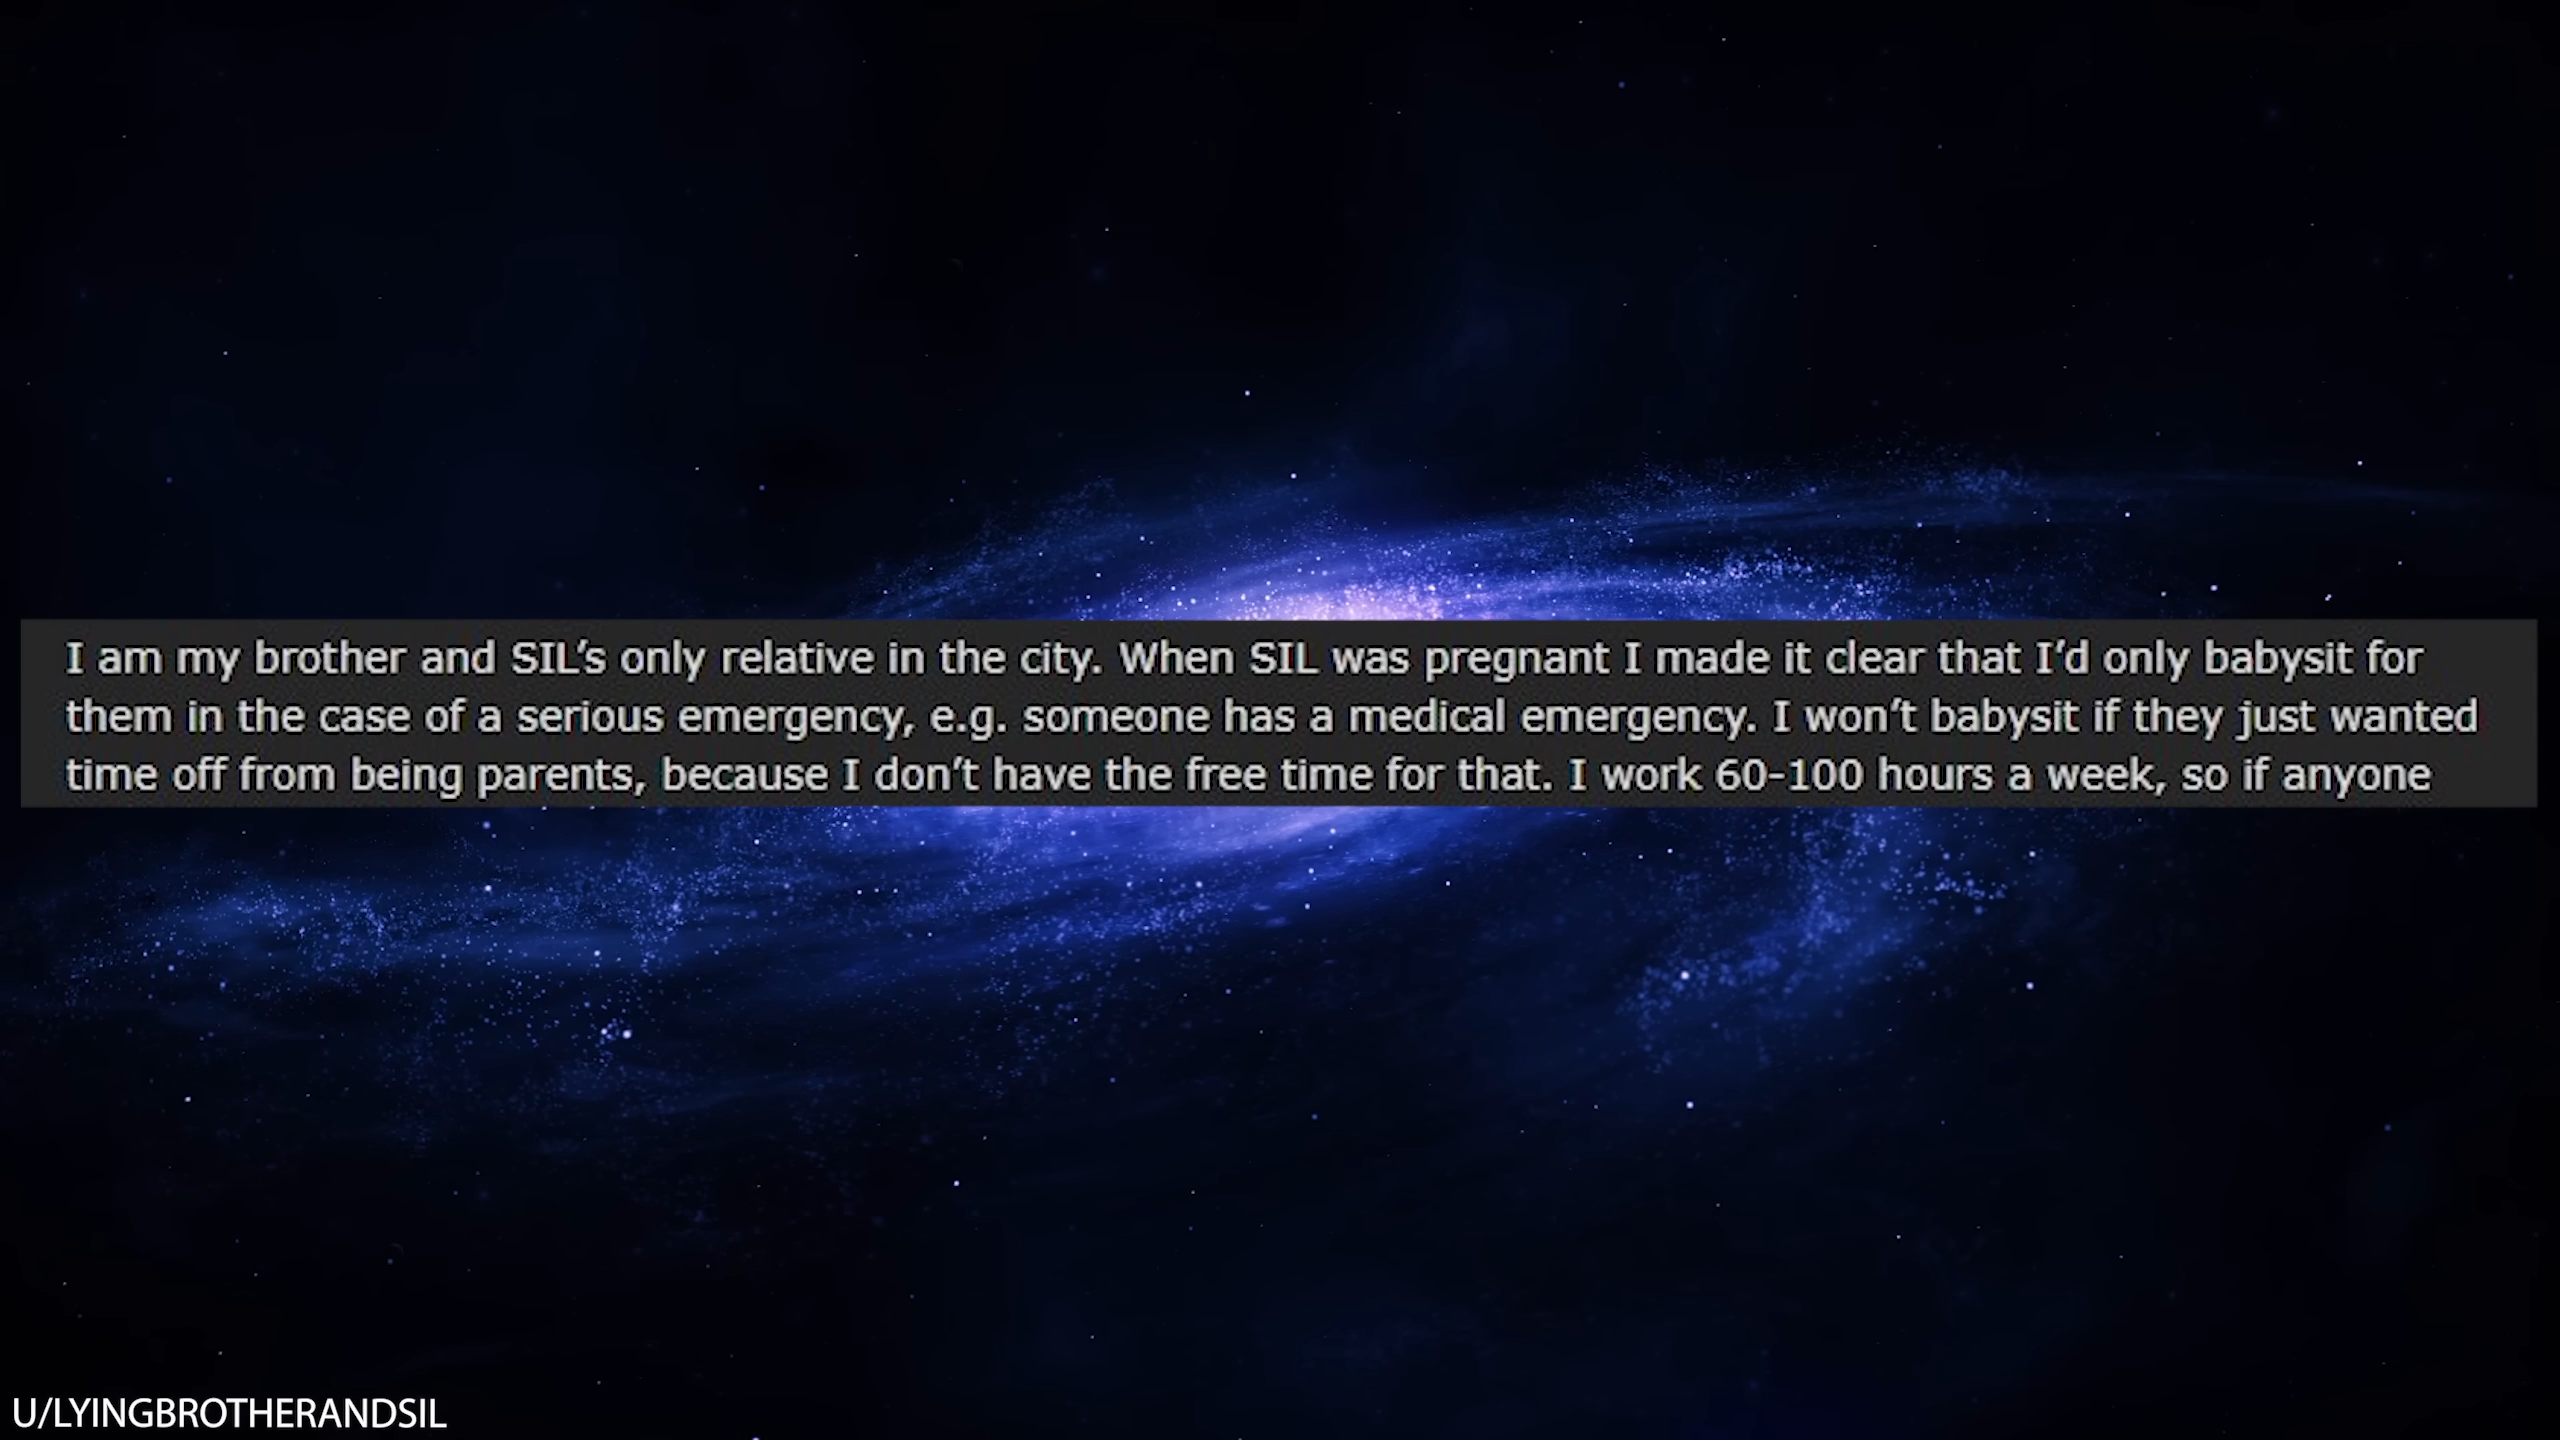 I am my brother and SIL’s only relative in the city. When SIL was pregnant I made it clear that I’d only babysit for
them in the case of a serious emergency, e.g. someone has a medical emergency. I won’t babysit if they just wanted
time off from being parents, because I don’t have the free time for that. I work 60-100 hours a week, so if anyone
U/LYINGBROTHERANDSIL